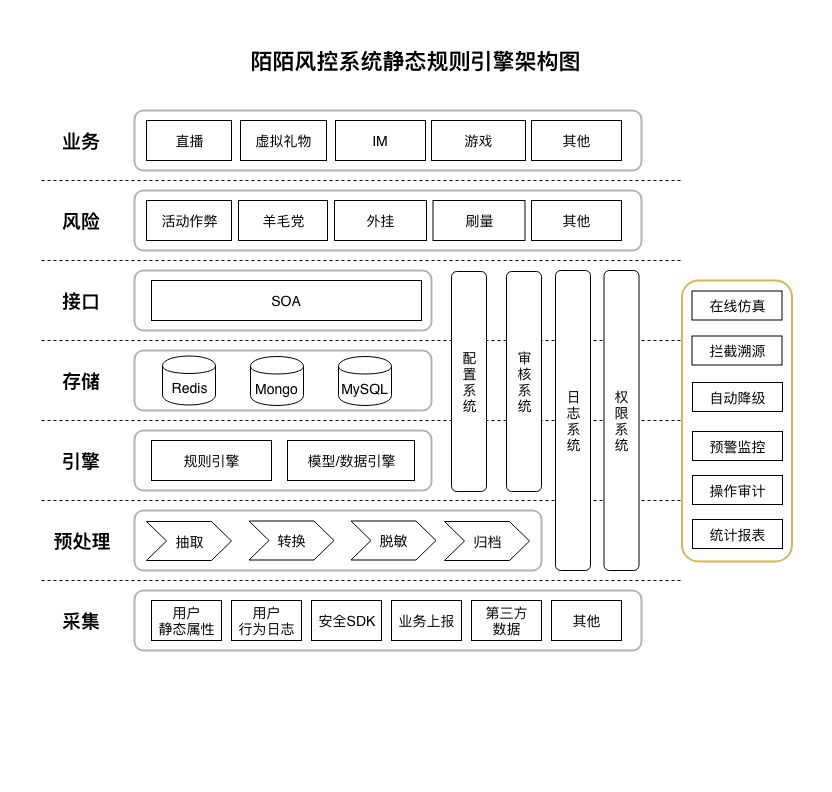 陌陌风控系统静态规则引擎架构图
业务
直播
虚拟礼物
IM
游戏
其他
风险
活动作弊
羊毛党
外挂
刷量
其他
接口
SOA
存储
Redis
Mongo
MySQL
引擎
规则引擎
模型/数据引擎
预处理
抽取
转换
脱敏
归档
采集
用户
静态属性
用户
行为日志
安全SDK
业务上报
第三方
数据
其他
配置系统
审核系统
日志系统
权限系统
在线仿真
拦截溯源
自动降级
预警监控
操作审计
统计报表